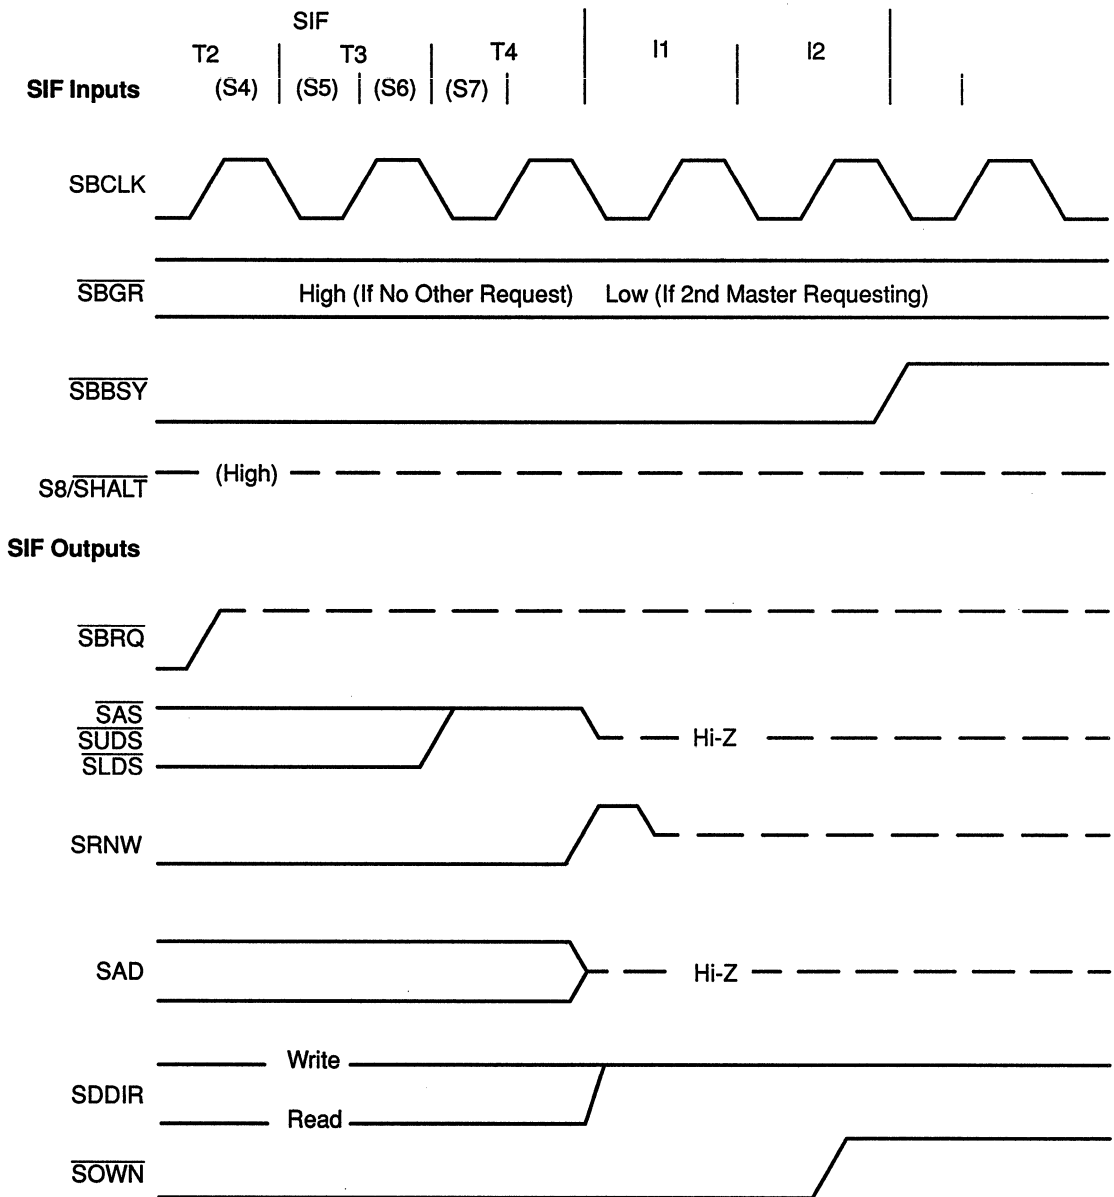 SIF
T2 T3 T4 I1 I2
SIF Inputs (S4) (S5) (S6) (S7)
SBCLK
SBGR High (If No Other Request) Low (If 2nd Master Requesting)
SBBSY
S8/SHALT (High)
SIF Outputs
SBRQ
SAS
SUDS Hi-Z
SLDS
SRNW
SAD Hi-Z
Write
SDDIR
Read
SOWN